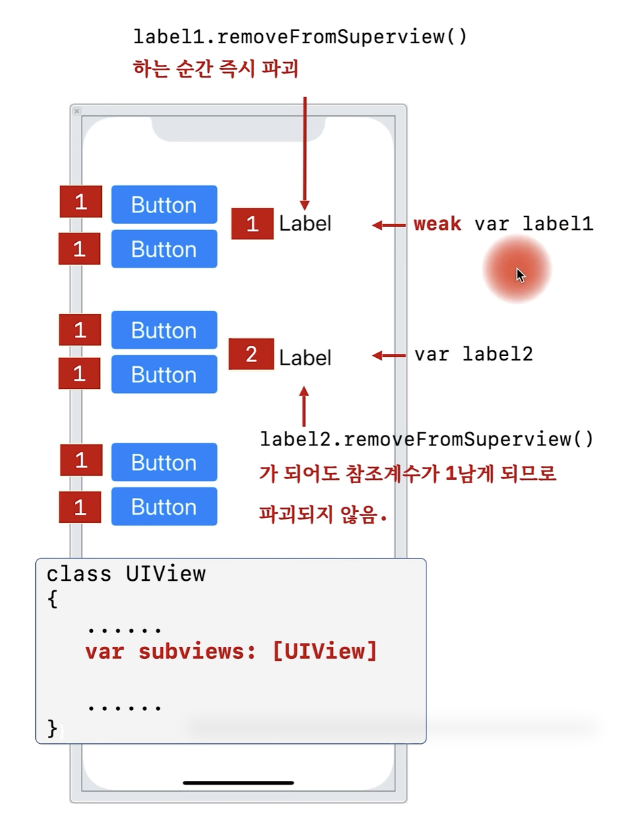 label1.removeFromSuperview()
하는 순간 즉시 파괴
1 Button
1 Button
1 Label
weak var label1
1 Button
1 Button
2 Label
var label2
label2.removeFromSuperview()
가 되어도 참조계수가 1남게 되므로
파괴되지 않음.
1 Button
1 Button
class UIView
{
......
var subviews: [UIView]
......
}